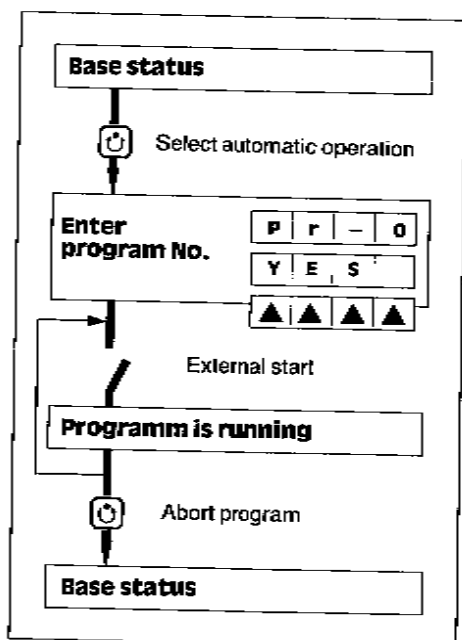 Base status
Select automatic operation
Enter
program No.
P r - 0
Y E S
▲ ▲ ▲ ▲
External start
Programm is running
Abort program
Base status